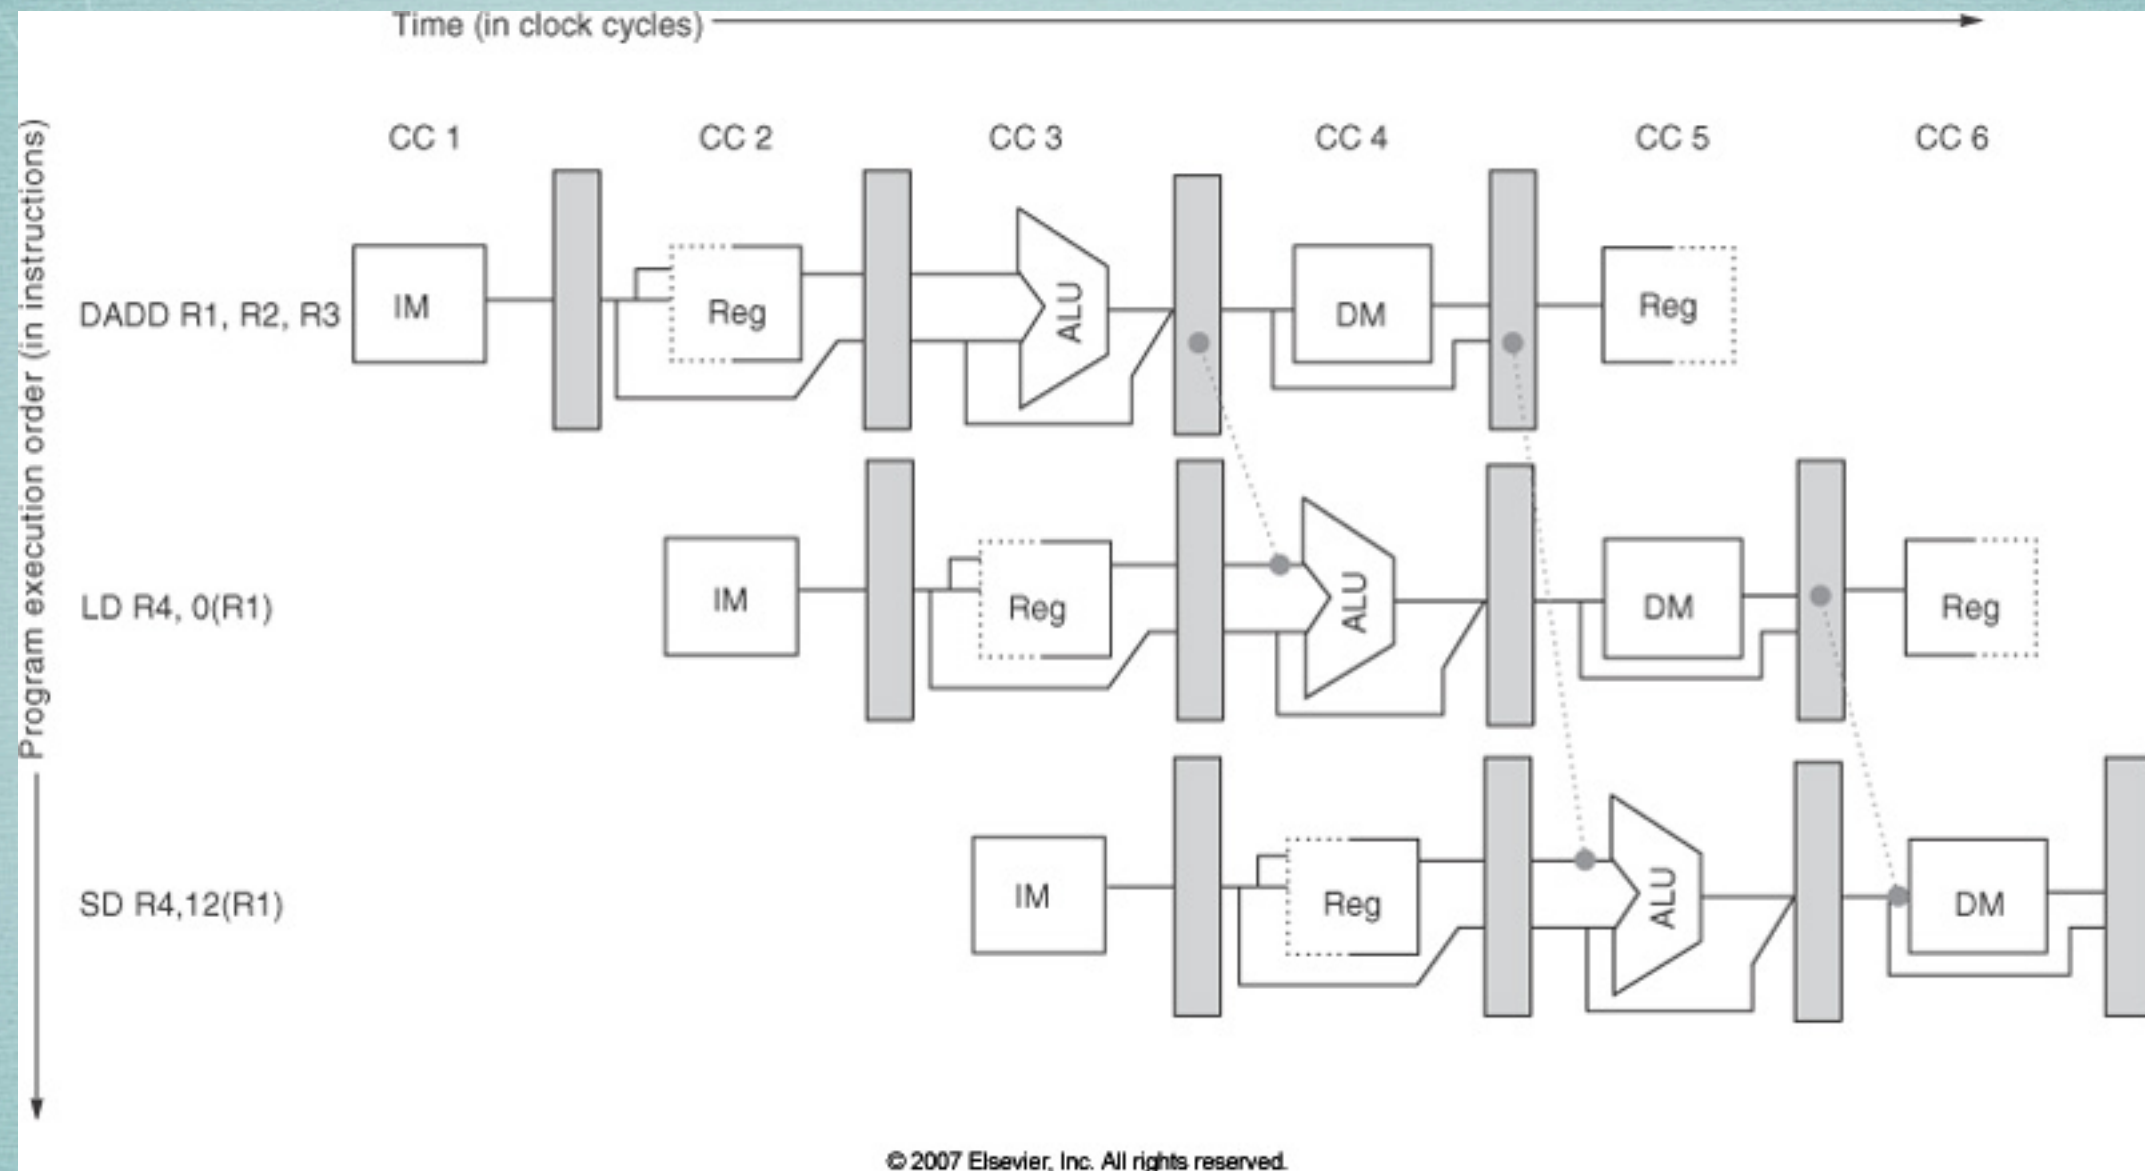 Time (in clock cycles)
Program execution order (in instructions)
CC 1 CC 2 CC 3 CC 4 CC 5 CC 6
DADD R1, R2, R3 IM Reg ALU DM Reg
LD R4, 0(R1) IM Reg ALU DM Reg
SD R4,12(R1) IM Reg ALU DM
© 2007 Elsevier, Inc. All rights reserved.